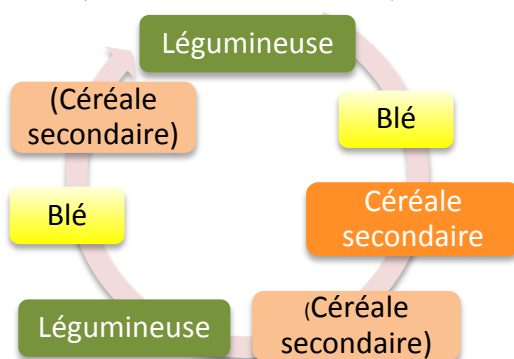 Légumineuse
Blé
Céréale
secondaire
(Céréale
secondaire)
Légumineuse
Blé
(Céréale
secondaire)